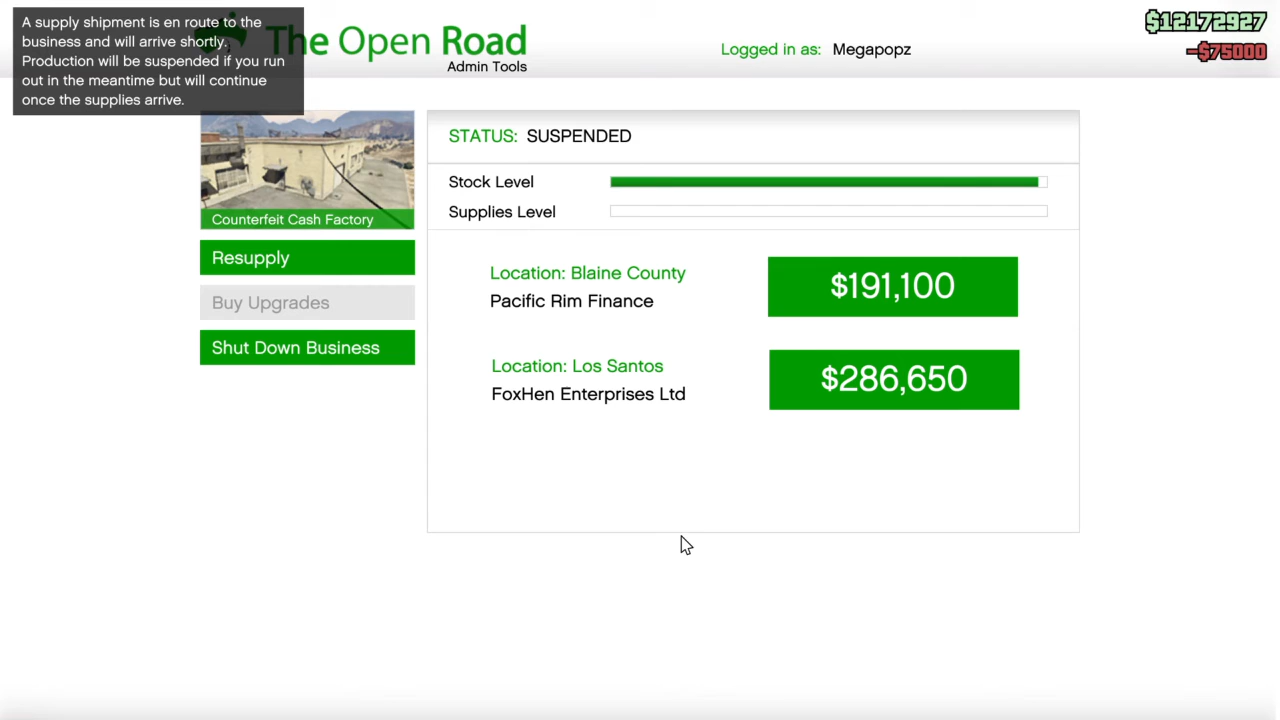 A supply shipment is en route to the
business and will arrive shortly.
Production will be suspended if you run
out in the meantime but will continue
once the supplies arrive.
The Open Road
Admin Tools
Logged in as: Megapopz
$12172927
-$75000
Counterfeit Cash Factory
Resupply
Buy Upgrades
Shut Down Business
STATUS: SUSPENDED
Stock Level
Supplies Level
Location: Blaine County
Pacific Rim Finance
$191,100
Location: Los Santos
FoxHen Enterprises Ltd
$286,650